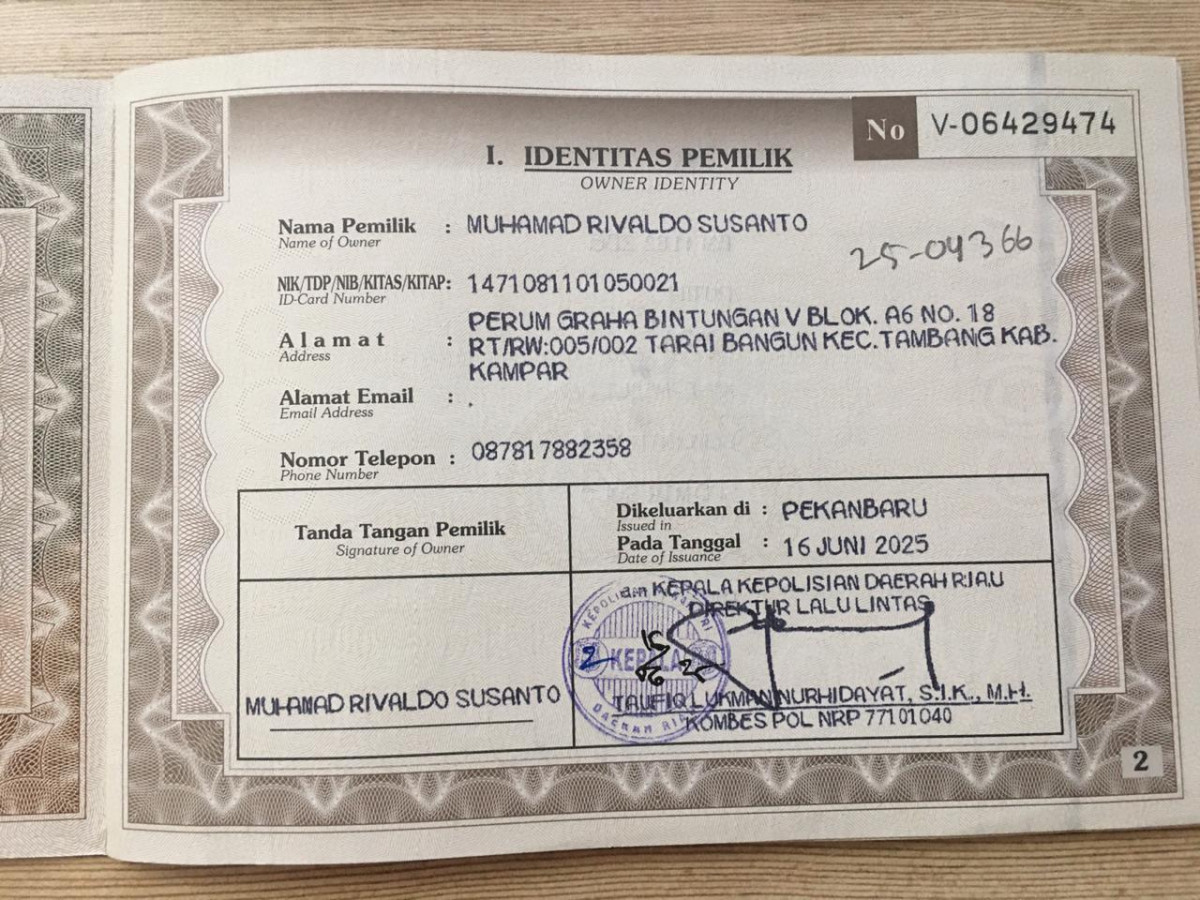 No V-06429474
I. IDENTITAS PEMILIK
OWNER IDENTITY
Nama Pemilik : MUHAMAD RIVALDO SUSANTO
Name of Owner
25-04366
NIK/TDP/NIB/KITAS/KITAP: 1471081101050021
ID-Card Number
PERUM GRAHA BINTUNGAN V BLOK. A6 NO. 18
Alamat : RT/RW:005/002 TARAI BANGUN KEC.TAMBANG KAB.
Address
KAMPAR
Alamat Email : .
Email Address
Nomor Telepon : 087817882358
Phone Number
Tanda Tangan Pemilik
Signature of Owner
Dikeluarkan di : PEKANBARU
Issued in
Pada Tanggal : 16 JUNI 2025
Date of Issuance
an KEPALA KEPOLISIAN DAERAH RIAU
DIREKTUR LALU LINTAS
KEPALA
DAERAH RIAU
MUHAMAD RIVALDO SUSANTO
TAUFIQ LUKMAN NURHIDAYAT, S.I.K., M.H.
KOMBES POL NRP 77101040
2